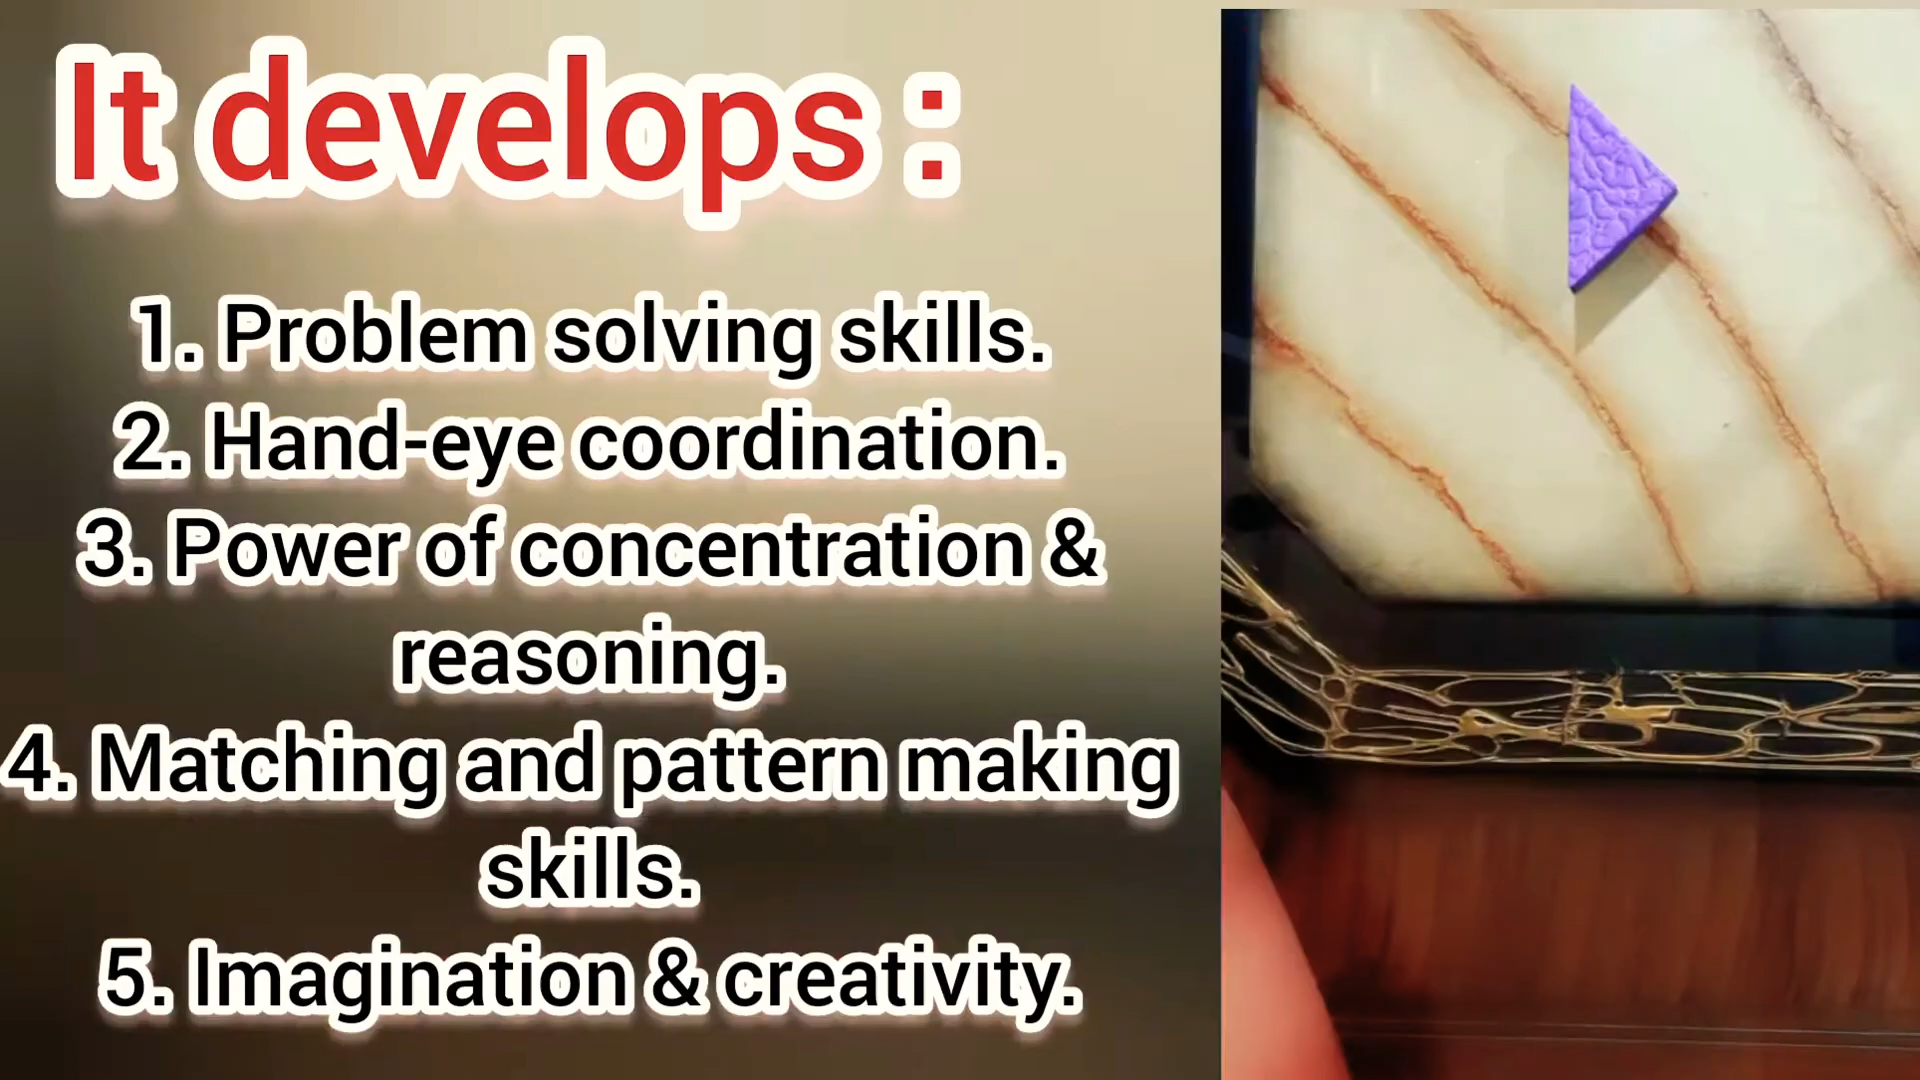 It develops :
1. Problem solving skills.
2. Hand-eye coordination.
3. Power of concentration &
reasoning.
4. Matching and pattern making
skills.
5. Imagination & creativity.